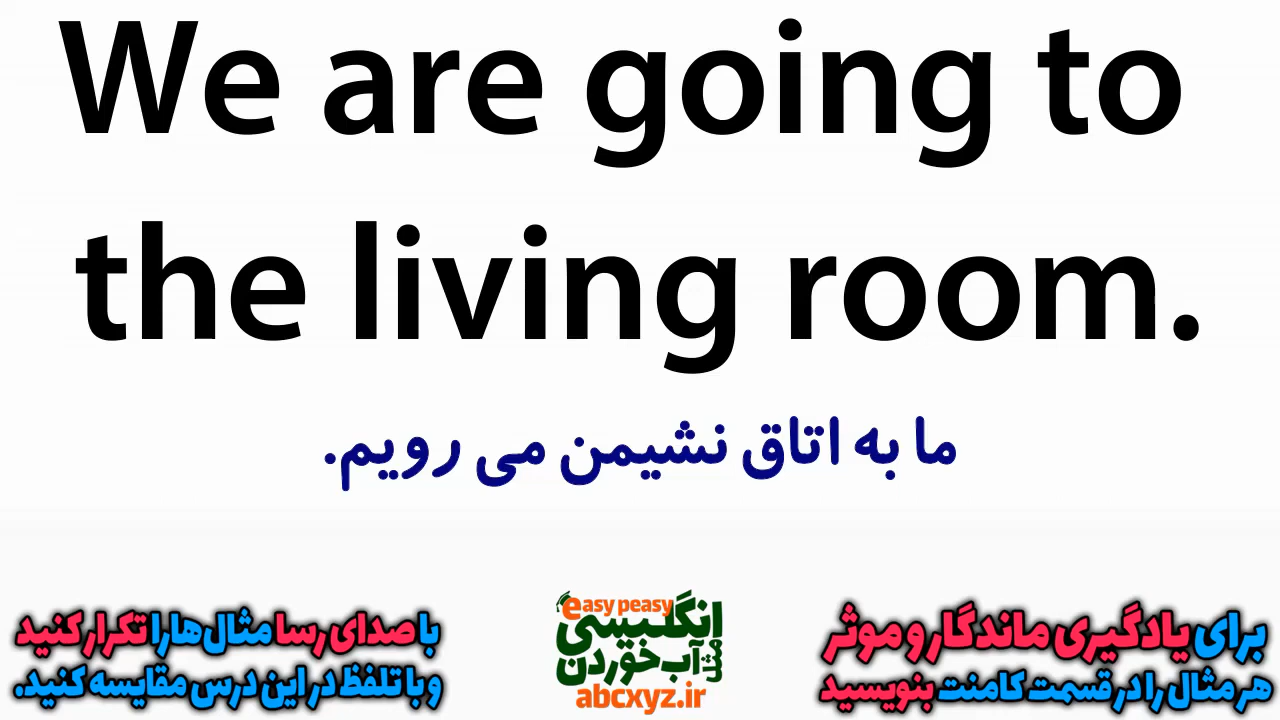 We are going to
the living room.
ما به اتاق نشیمن می رویم.
برای یادگیری ماندگار و موثر
هر مثال را در قسمت کامنت بنویسید
easy peasy
انگلیسی
مثل آب خوردن
abcxyz.ir
با صدای رسا مثال‌ها را تکرار کنید
و با تلفظ در این درس مقایسه کنید.